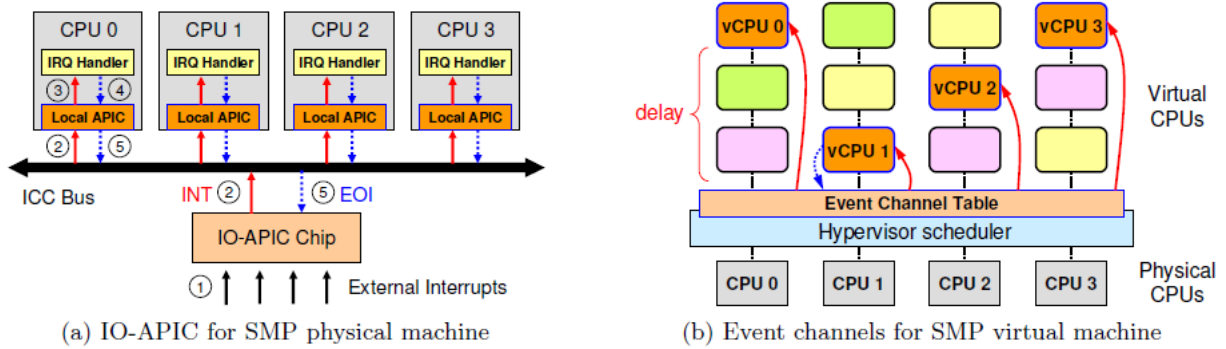 CPU 0
CPU 1
CPU 2
CPU 3
IRQ Handler
IRQ Handler
IRQ Handler
IRQ Handler
3
4
Local APIC
Local APIC
Local APIC
Local APIC
2
5
ICC Bus
INT
2
5
EOI
IO-APIC Chip
1
External Interrupts
(a) IO-APIC for SMP physical machine
vCPU 0
vCPU 3
delay
vCPU 2
Virtual
CPUs
vCPU 1
Event Channel Table
Hypervisor scheduler
CPU 0
CPU 1
CPU 2
CPU 3
Physical
CPUs
(b) Event channels for SMP virtual machine